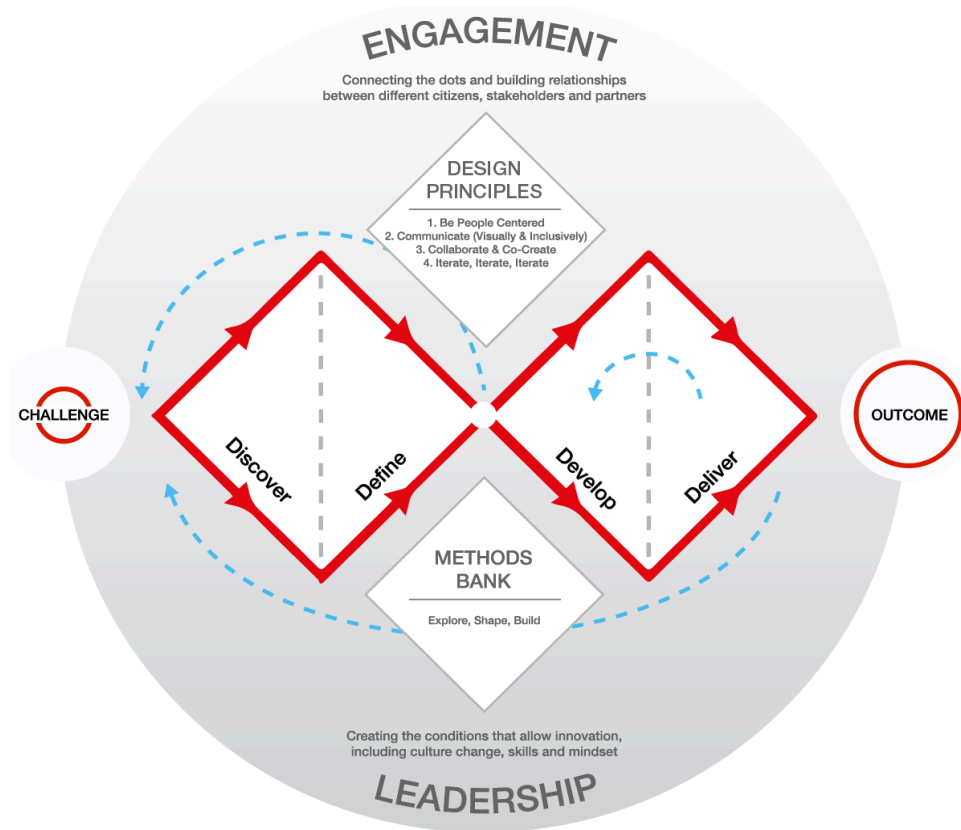 ENGAGEMENT
Connecting the dots and building relationships
between different citizens, stakeholders and partners
DESIGN
PRINCIPLES
1. Be People Centered
2. Communicate (Visually & Inclusively)
3. Collaborate & Co-Create
4. Iterate, Iterate, Iterate
CHALLENGE
OUTCOME
Discover
Define
Develop
Deliver
METHODS
BANK
Explore, Shape, Build
Creating the conditions that allow innovation,
including culture change, skills and mindset
LEADERSHIP